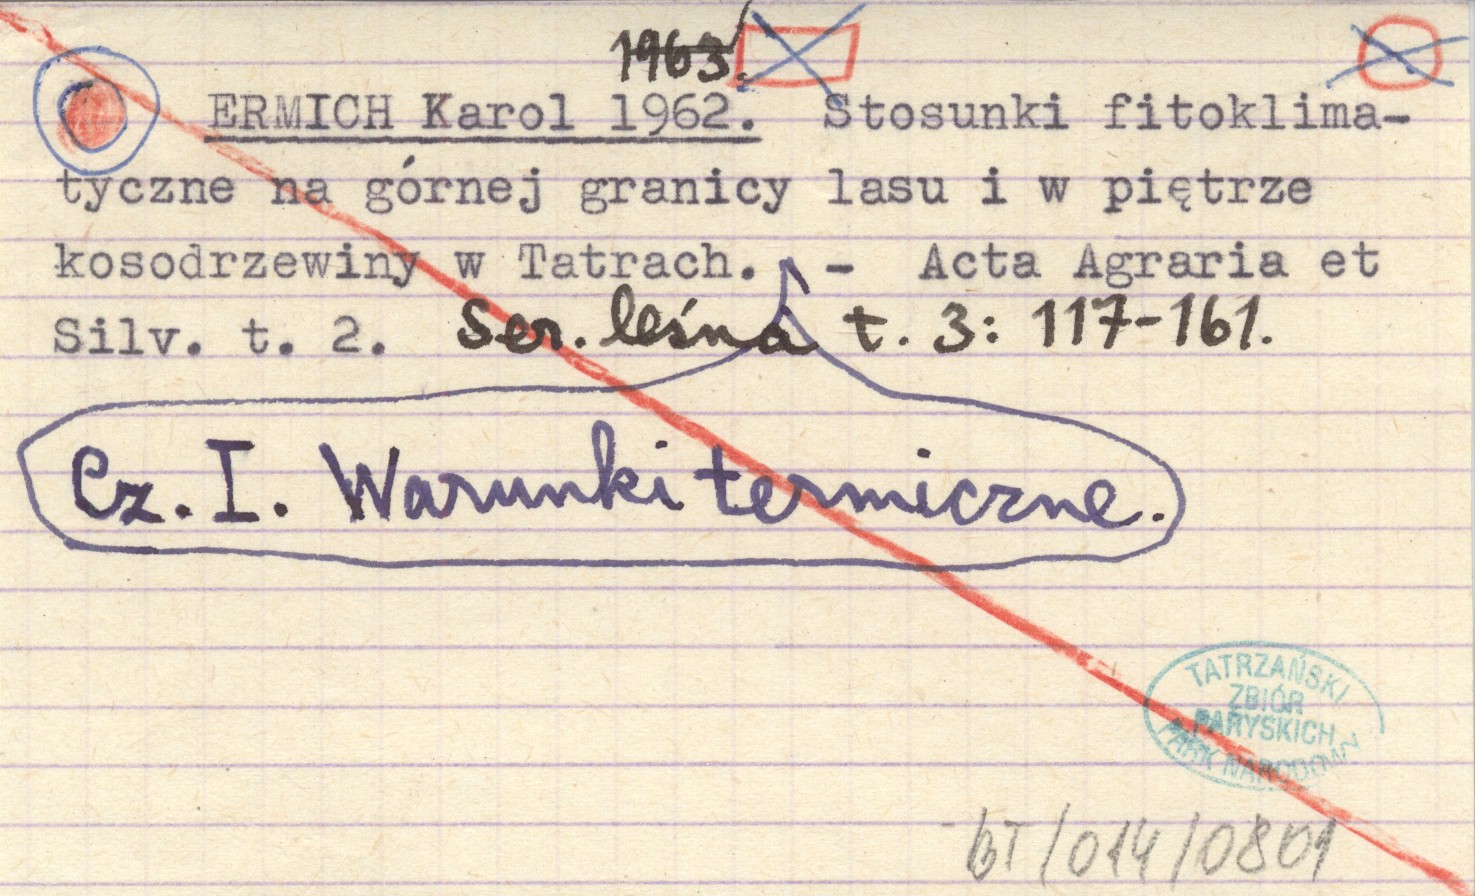 1963.
ERMICH Karol 1962. Stosunki fitoklima-
tyczne na górnej granicy lasu i w piętrze
kosodrzewiny w Tatrach. - Acta Agraria et
Silv. t. 2. Ser. leśna t. 3: 117-161.
Cz. I. Warunki termiczne.
TATRZAŃSKI
ZBIÓR
PARYSKICH
PARK NARODOWY
BT/014/0801